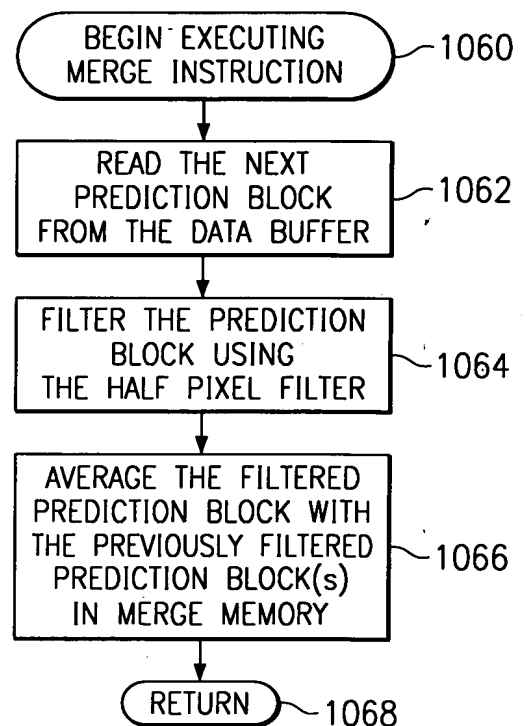 BEGIN EXECUTING
MERGE INSTRUCTION
1060
READ THE NEXT
PREDICTION BLOCK
FROM THE DATA BUFFER
1062
FILTER THE PREDICTION
BLOCK USING
THE HALF PIXEL FILTER
1064
AVERAGE THE FILTERED
PREDICTION BLOCK WITH
THE PREVIOUSLY FILTERED
PREDICTION BLOCK(s)
IN MERGE MEMORY
1066
RETURN
1068